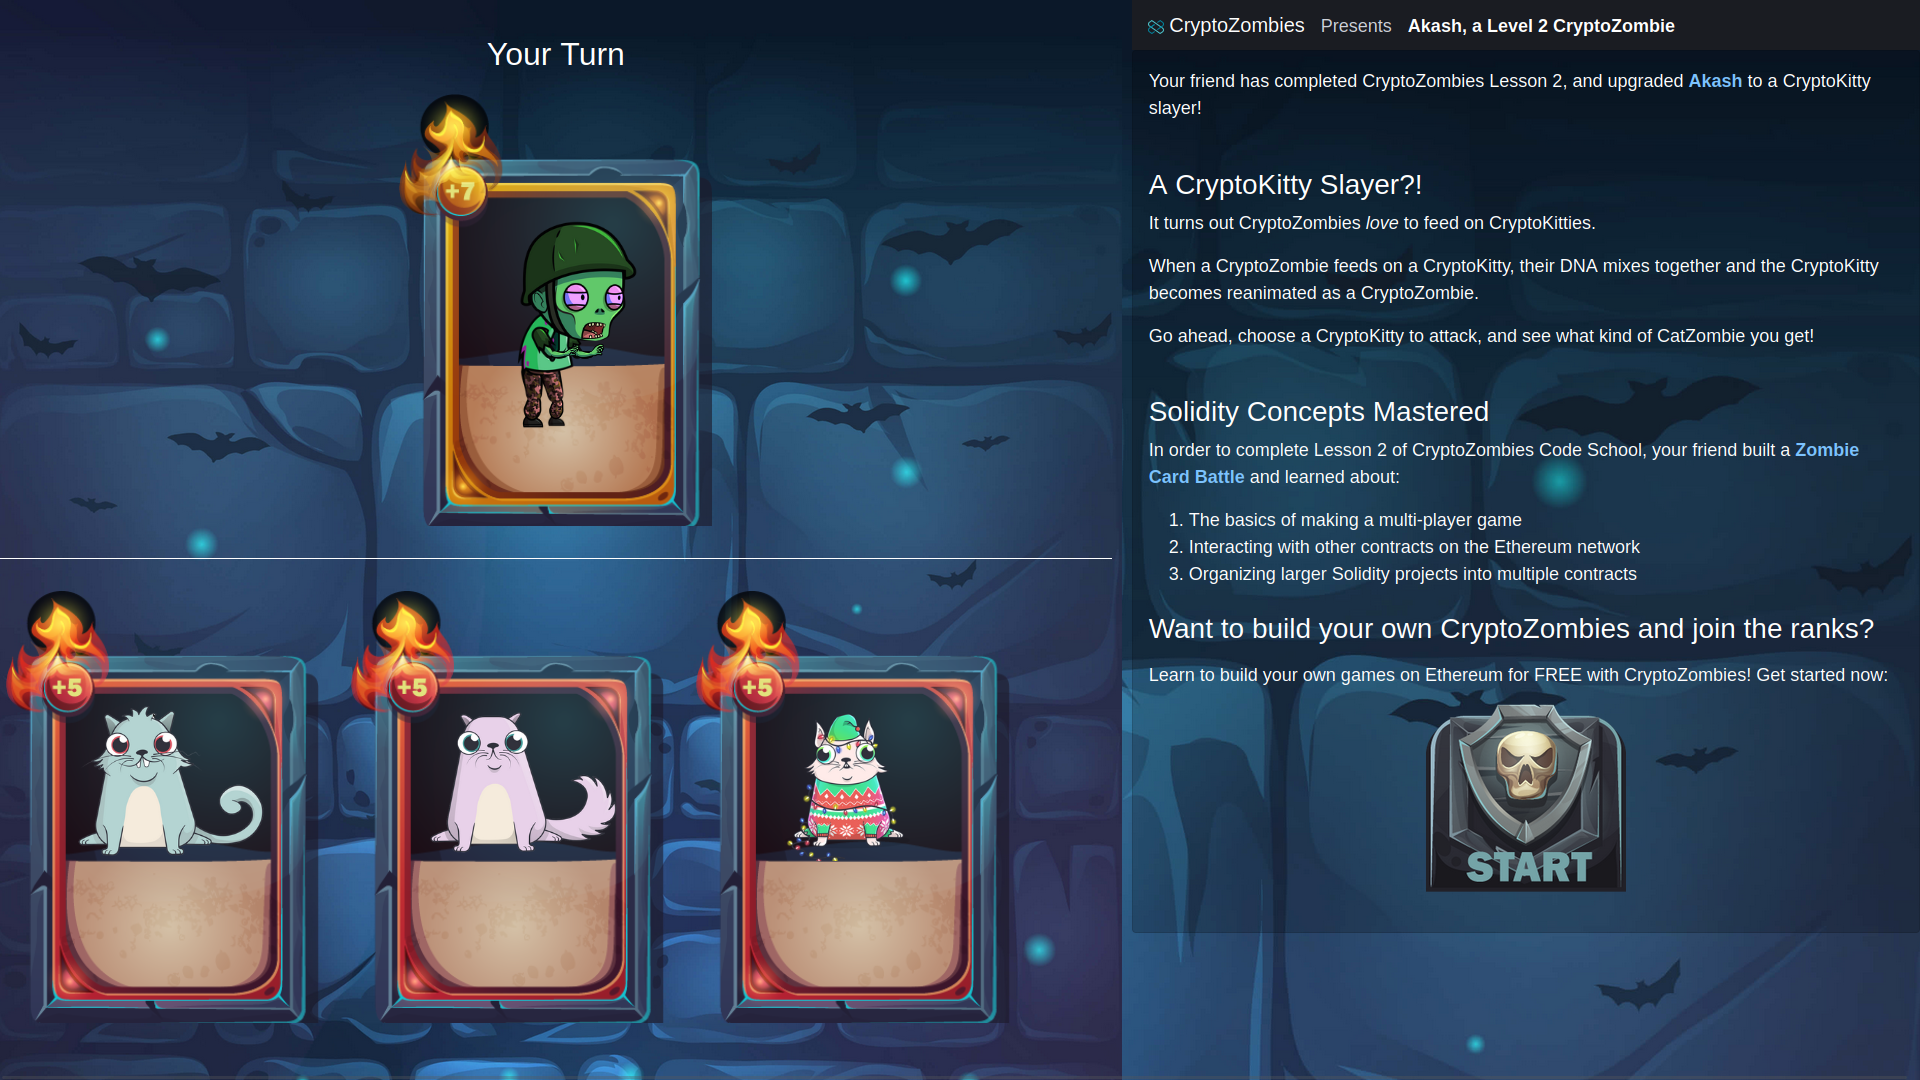 Your Turn
+7
+5
+5
+5
CryptoZombies Presents Akash, a Level 2 CryptoZombie
Your friend has completed CryptoZombies Lesson 2, and upgraded Akash to a CryptoKitty
slayer!
A CryptoKitty Slayer?!
It turns out CryptoZombies love to feed on CryptoKitties.
When a CryptoZombie feeds on a CryptoKitty, their DNA mixes together and the CryptoKitty
becomes reanimated as a CryptoZombie.
Go ahead, choose a CryptoKitty to attack, and see what kind of CatZombie you get!
Solidity Concepts Mastered
In order to complete Lesson 2 of CryptoZombies Code School, your friend built a Zombie
Card Battle and learned about:
1. The basics of making a multi-player game
2. Interacting with other contracts on the Ethereum network
3. Organizing larger Solidity projects into multiple contracts
Want to build your own CryptoZombies and join the ranks?
Learn to build your own games on Ethereum for FREE with CryptoZombies! Get started now:
START